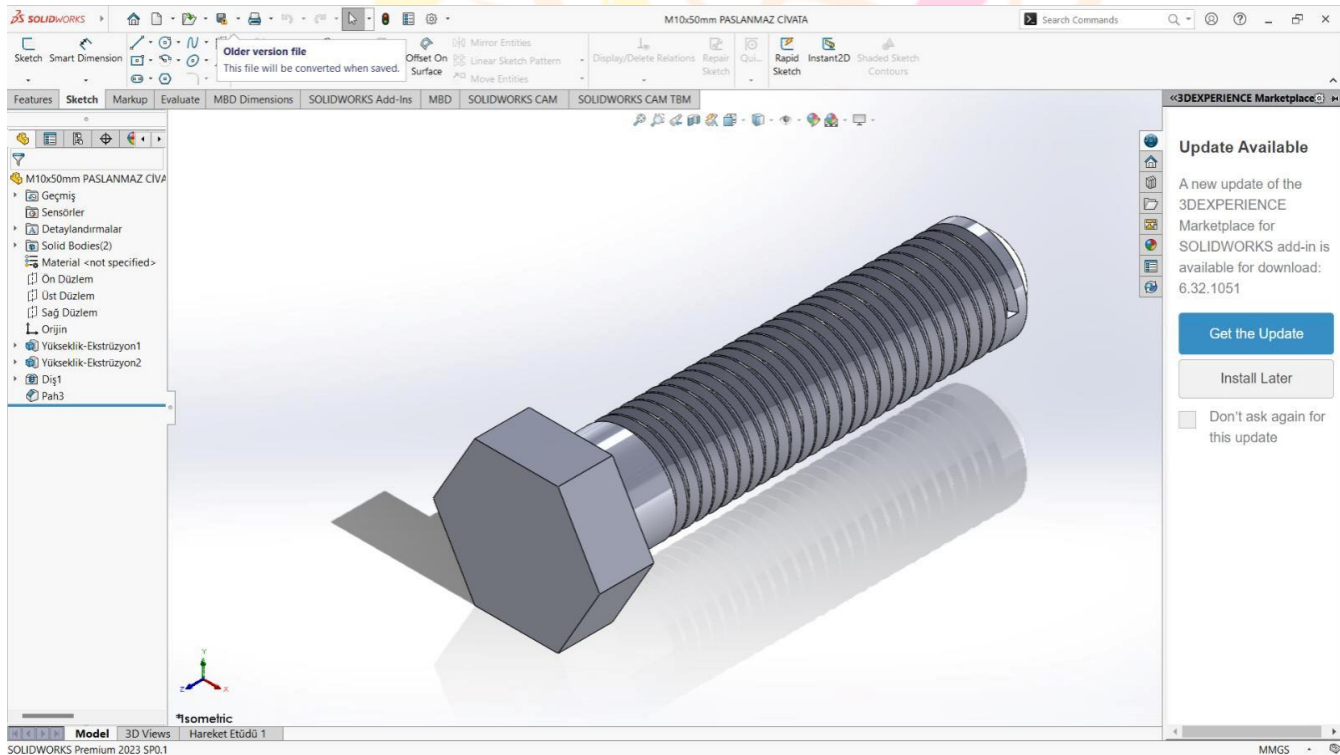 SOLIDWORKS
M10x50mm PASLANMAZ CİVATA
Search Commands
Sketch
Smart Dimension
Older version file
This file will be converted when saved.
Offset On Surface
Mirror Entities
Linear Sketch Pattern
Move Entities
Display/Delete Relations
Repair Sketch
Qui...
Rapid Sketch
Instant2D
Shaded Sketch Contours
Features
Sketch
Markup
Evaluate
MBD Dimensions
SOLIDWORKS Add-Ins
MBD
SOLIDWORKS CAM
SOLIDWORKS CAM TBM
3DEXPERIENCE Marketplace
M10x50mm PASLANMAZ CİVA
Geçmiş
Sensörler
Detaylandırmalar
Solid Bodies(2)
Material <not specified>
Ön Düzlem
Üst Düzlem
Sağ Düzlem
Orijin
Yükseklik-Ekstrüzyon1
Yükseklik-Ekstrüzyon2
Diş1
Pah3
Update Available
A new update of the
3DEXPERIENCE
Marketplace for
SOLIDWORKS add-in is
available for download:
6.32.1051
Get the Update
Install Later
Don't ask again for
this update
Y
Z
X
*Isometric
Model
3D Views
Hareket Etüdü 1
SOLIDWORKS Premium 2023 SP0.1
MMGS